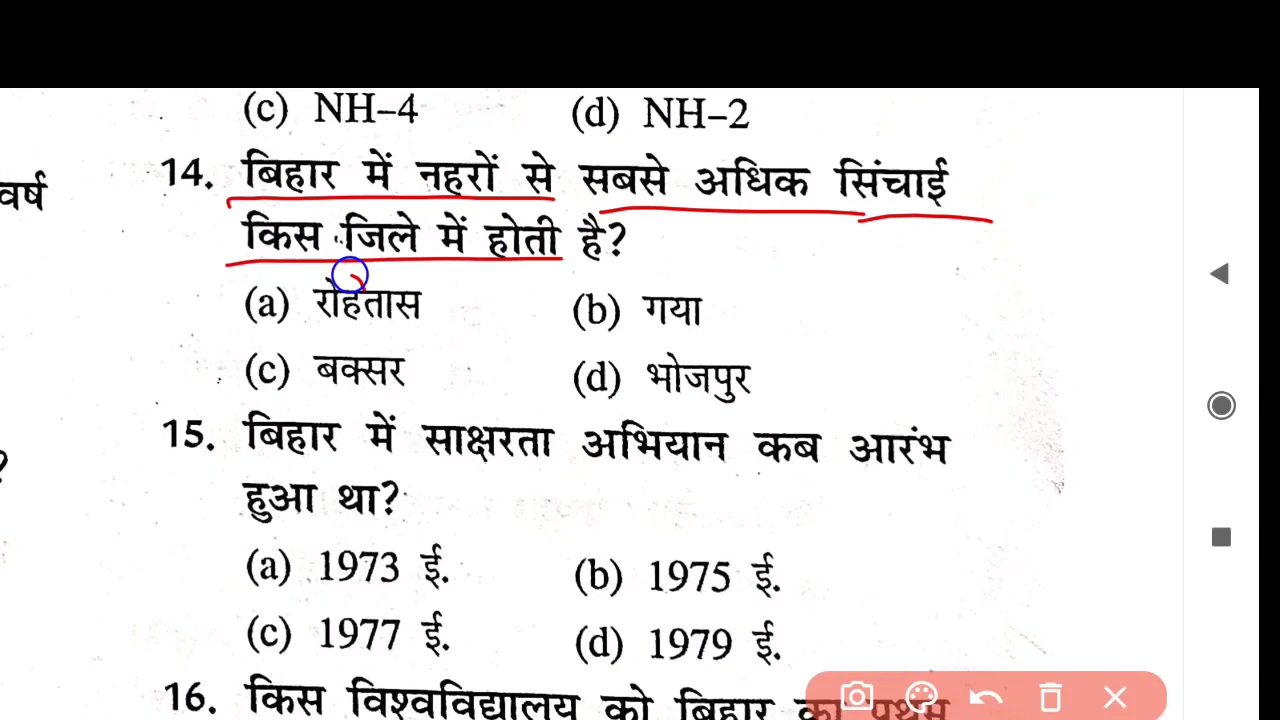 (c) NH–4 (d) NH–2
वर्ष
14. बिहार में नहरों से सबसे अधिक सिंचाई
किस जिले में होती है?
(a) रोहतास (b) गया
(c) बक्सर (d) भोजपुर
15. बिहार में साक्षरता अभियान कब आरंभ
?
हुआ था?
(a) 1973 ई. (b) 1975 ई.
(c) 1977 ई. (d) 1979 ई.
16. किस विश्वविद्यालय को बिहार का प्रथम